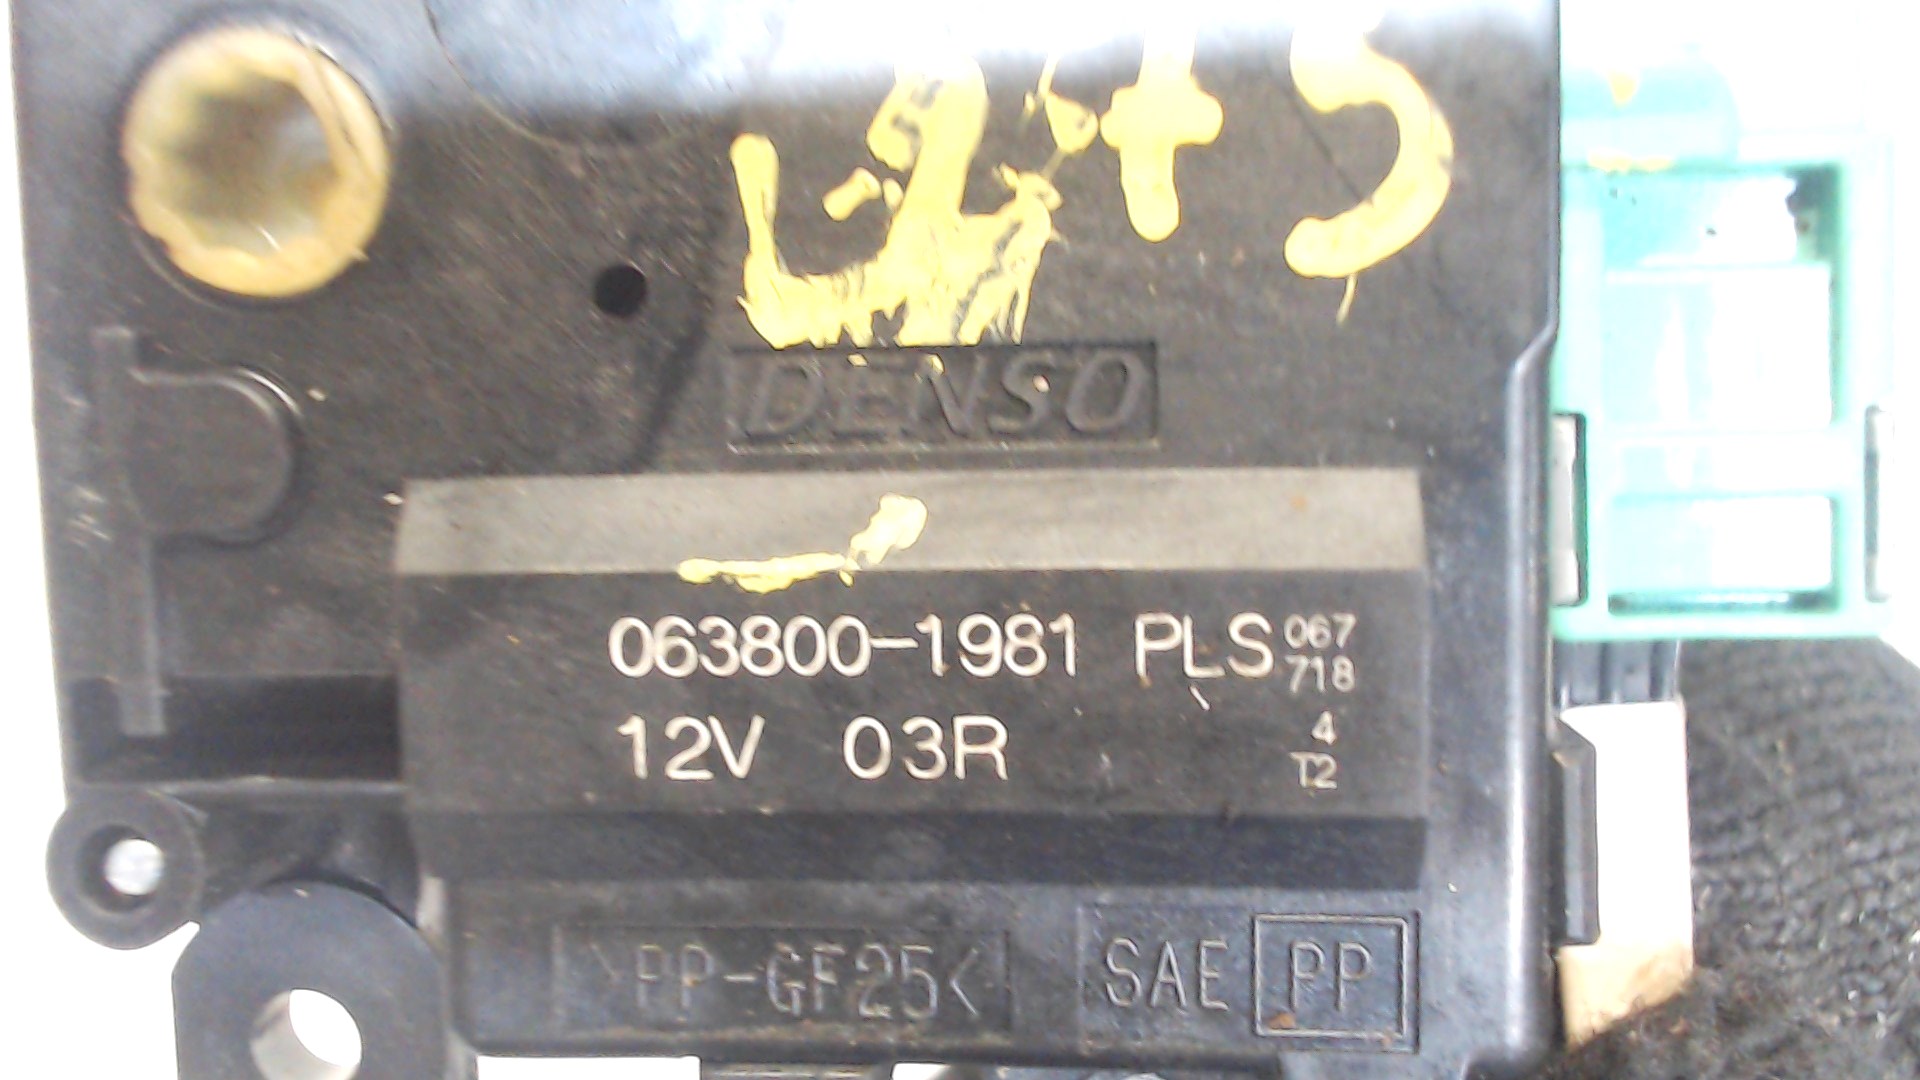 DENSO
063800-1981 PLS 067
718
12V 03R 4
T2
>PP-GF25<
SAE PP